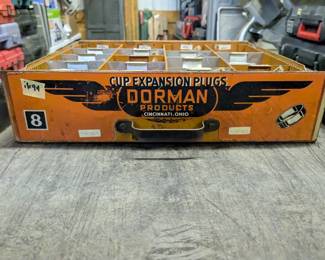 CUP EXPANSION PLUGS
DORMAN
PRODUCTS
CINCINNATI, OHIO
8